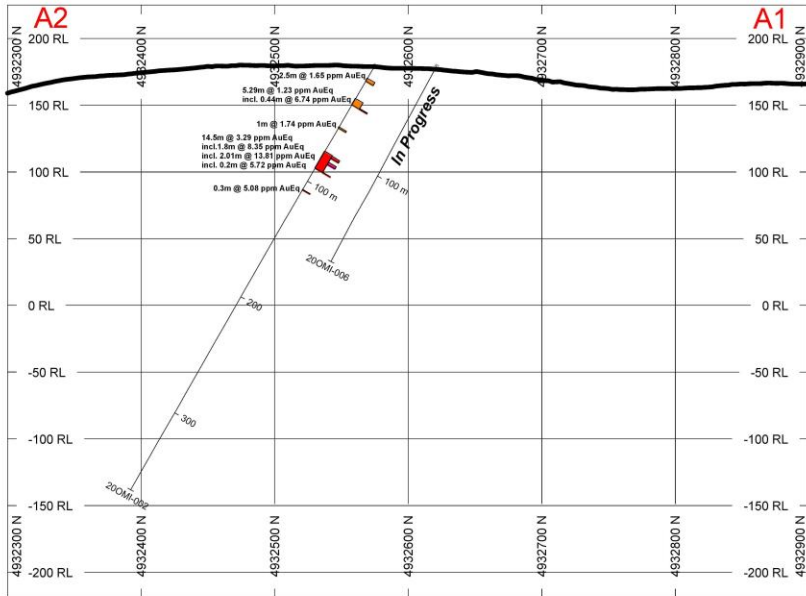 A2
A1
4932300 N
4932400 N
4932500 N
4932600 N
4932700 N
4932800 N
4932900 N
200 RL
200 RL
2.5m @ 1.65 ppm AuEq
5.29m @ 1.23 ppm AuEq
incl. 0.44m @ 6.74 ppm AuEq
150 RL
150 RL
1m @ 1.74 ppm AuEq
14.5m @ 3.29 ppm AuEq
incl.1.8m @ 8.35 ppm AuEq
incl. 2.01m @ 13.81 ppm AuEq
incl. 0.2m @ 5.72 ppm AuEq
In Progress
100 RL
100 RL
0.3m @ 5.08 ppm AuEq
100 m
100 m
50 RL
50 RL
20OMI-006
0 RL
200
0 RL
-50 RL
-50 RL
300
-100 RL
-100 RL
20OMI-002
-150 RL
-150 RL
4932300 N
4932400 N
4932500 N
4932600 N
4932700 N
4932800 N
4932900 N
-200 RL
-200 RL